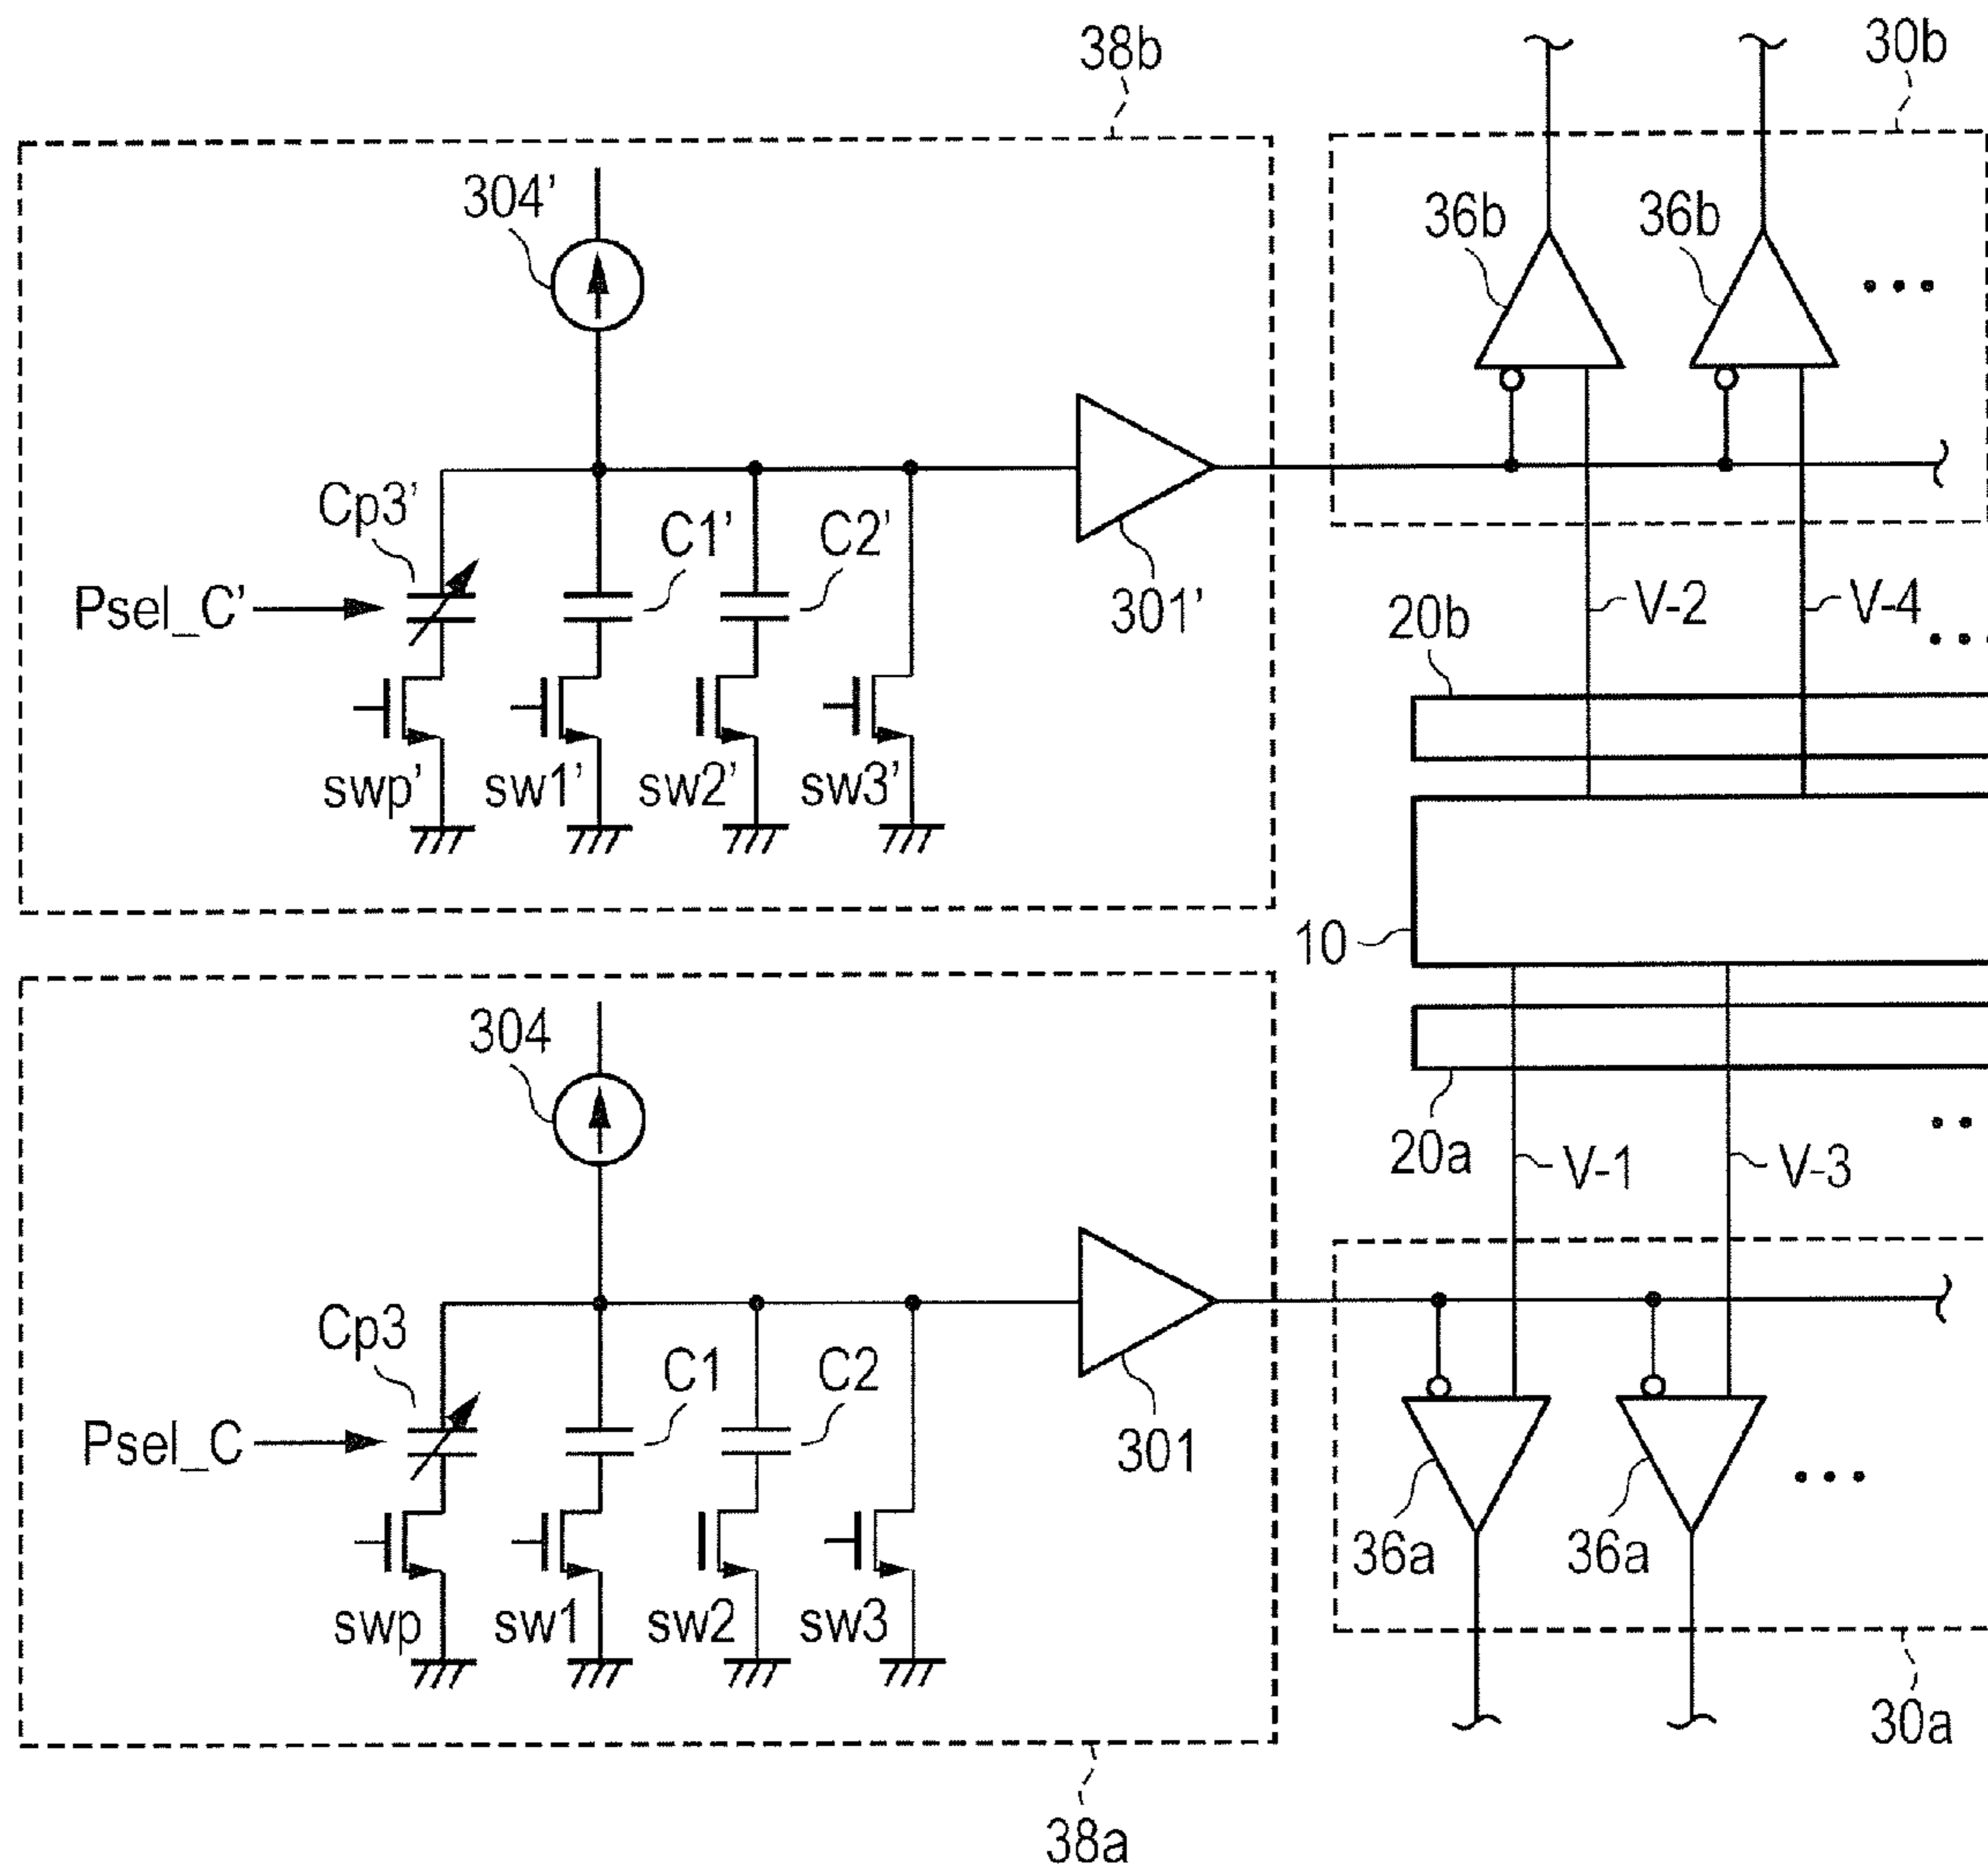 38b
30b
304’
36b
36b
Cp3’
C1’
C2’
Psel_C’
301’
V-2
V-4
20b
swp’
sw1’
sw2’
sw3’
10
304
20a
V-1
V-3
Cp3
C1
C2
Psel_C
301
36a
36a
swp
sw1
sw2
sw3
30a
38a